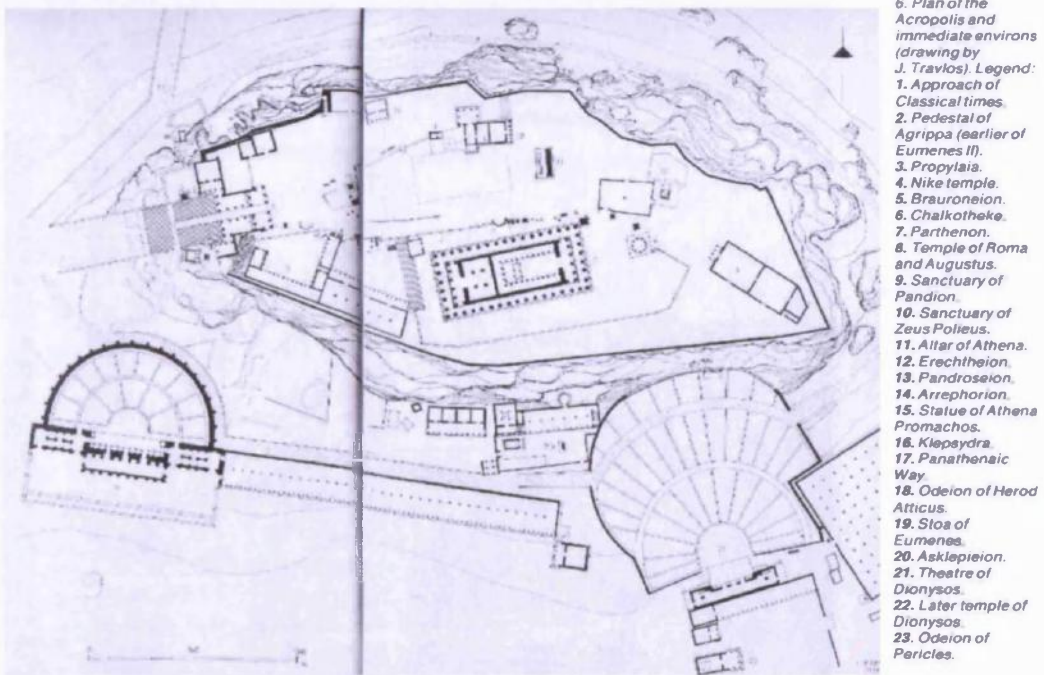 6. Plan of the
Acropolis and
immediate environs
(drawing by
J. Travlos). Legend:
1. Approach of
Classical times.
2. Pedestal of
Agrippa (earlier of
Eumenes II).
3. Propylaia.
4. Nike temple.
5. Brauroneion.
6. Chalkotheke.
7. Parthenon.
8. Temple of Roma
and Augustus.
9. Sanctuary of
Pandion.
10. Sanctuary of
Zeus Polieus.
11. Altar of Athena.
12. Erechtheion.
13. Pandroseion.
14. Arrephorion.
15. Statue of Athena
Promachos.
16. Klepsydra.
17. Panathenaic
Way.
18. Odeion of Herod
Atticus.
19. Stoa of
Eumenes.
20. Asklepieion.
21. Theatre of
Dionysos.
22. Later temple of
Dionysos.
23. Odeion of
Pericles.